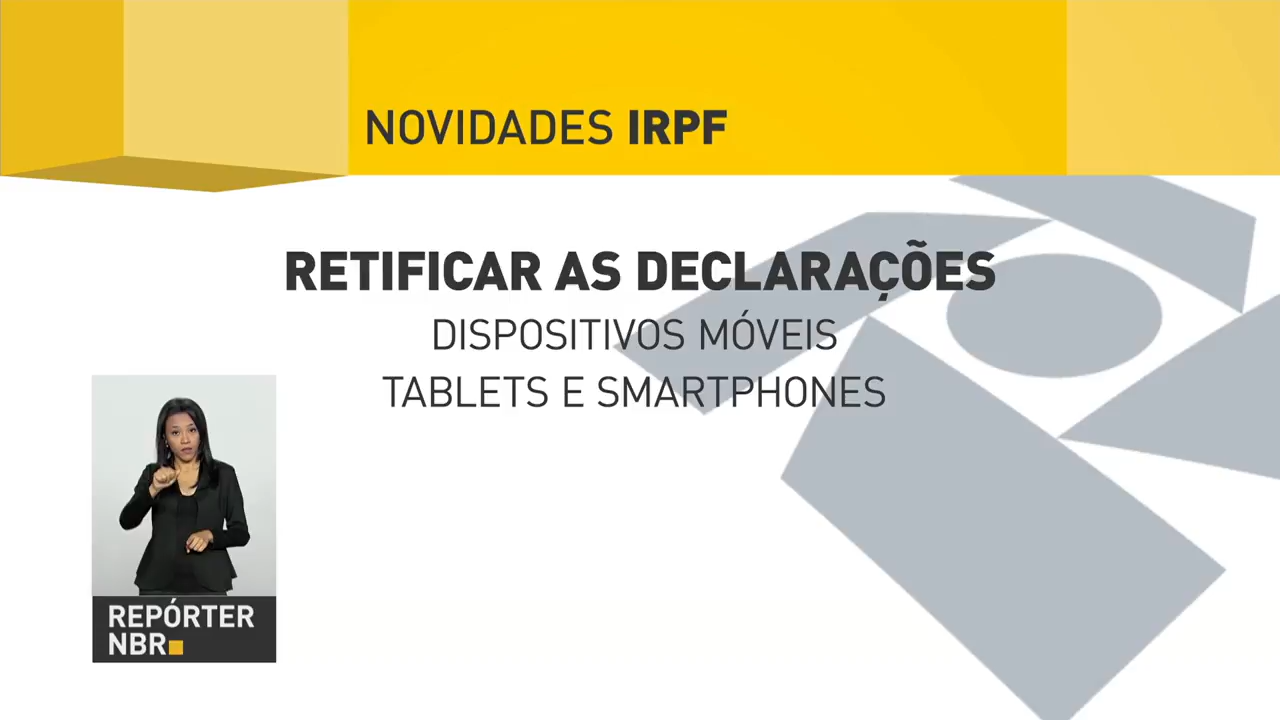 NOVIDADES IRPF
RETIFICAR AS DECLARAÇÕES
DISPOSITIVOS MÓVEIS
TABLETS E SMARTPHONES
REPÓRTER
NBR